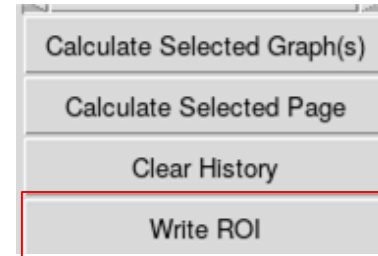 Calculate Selected Graph(s)
Calculate Selected Page
Clear History
Write ROI